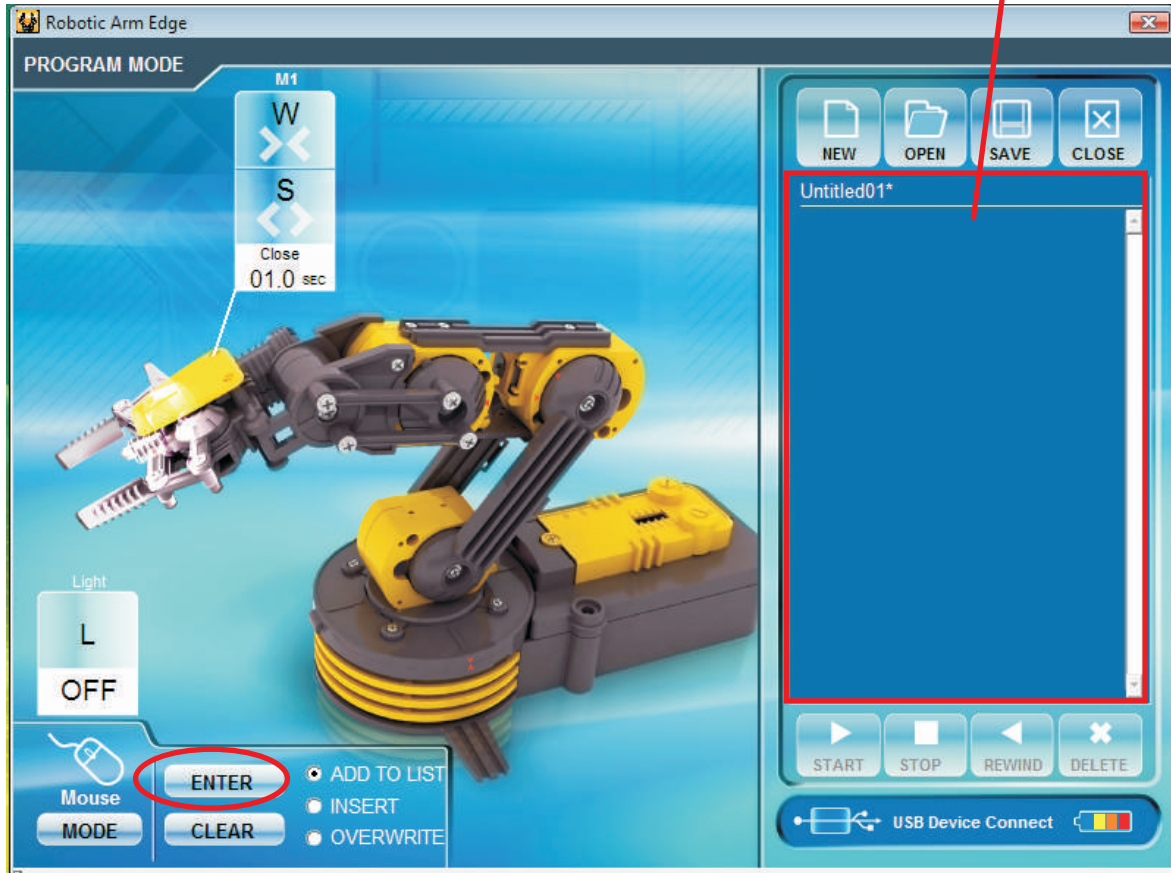 Robotic Arm Edge
PROGRAM MODE
M1
W
S
Close
01.0 SEC
Light
L
OFF
Mouse
MODE
ENTER
CLEAR
ADD TO LIST
INSERT
OVERWRITE
NEW OPEN SAVE CLOSE
Untitled01*
START STOP REWIND DELETE
USB Device Connect